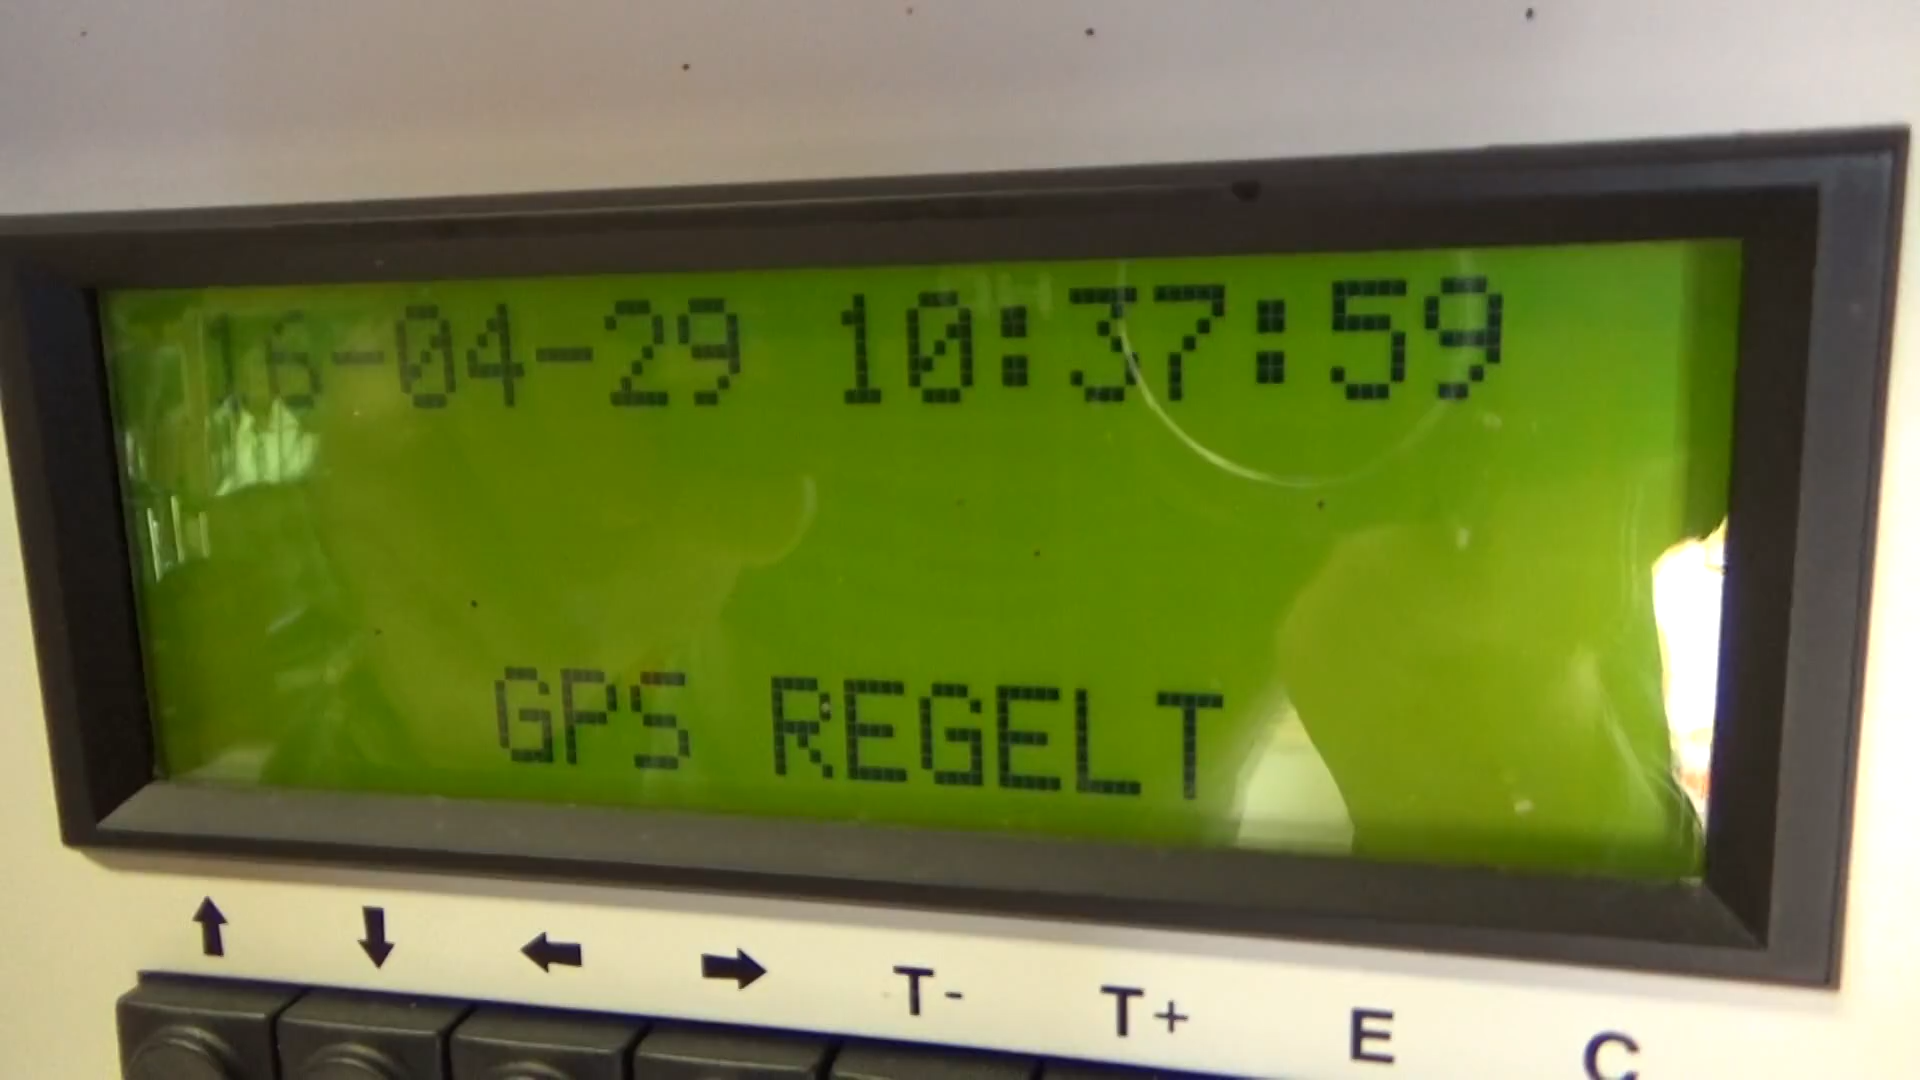 16-04-29 10:37:59
GPS REGELT
↑ ↓ ← → T- T+ E C